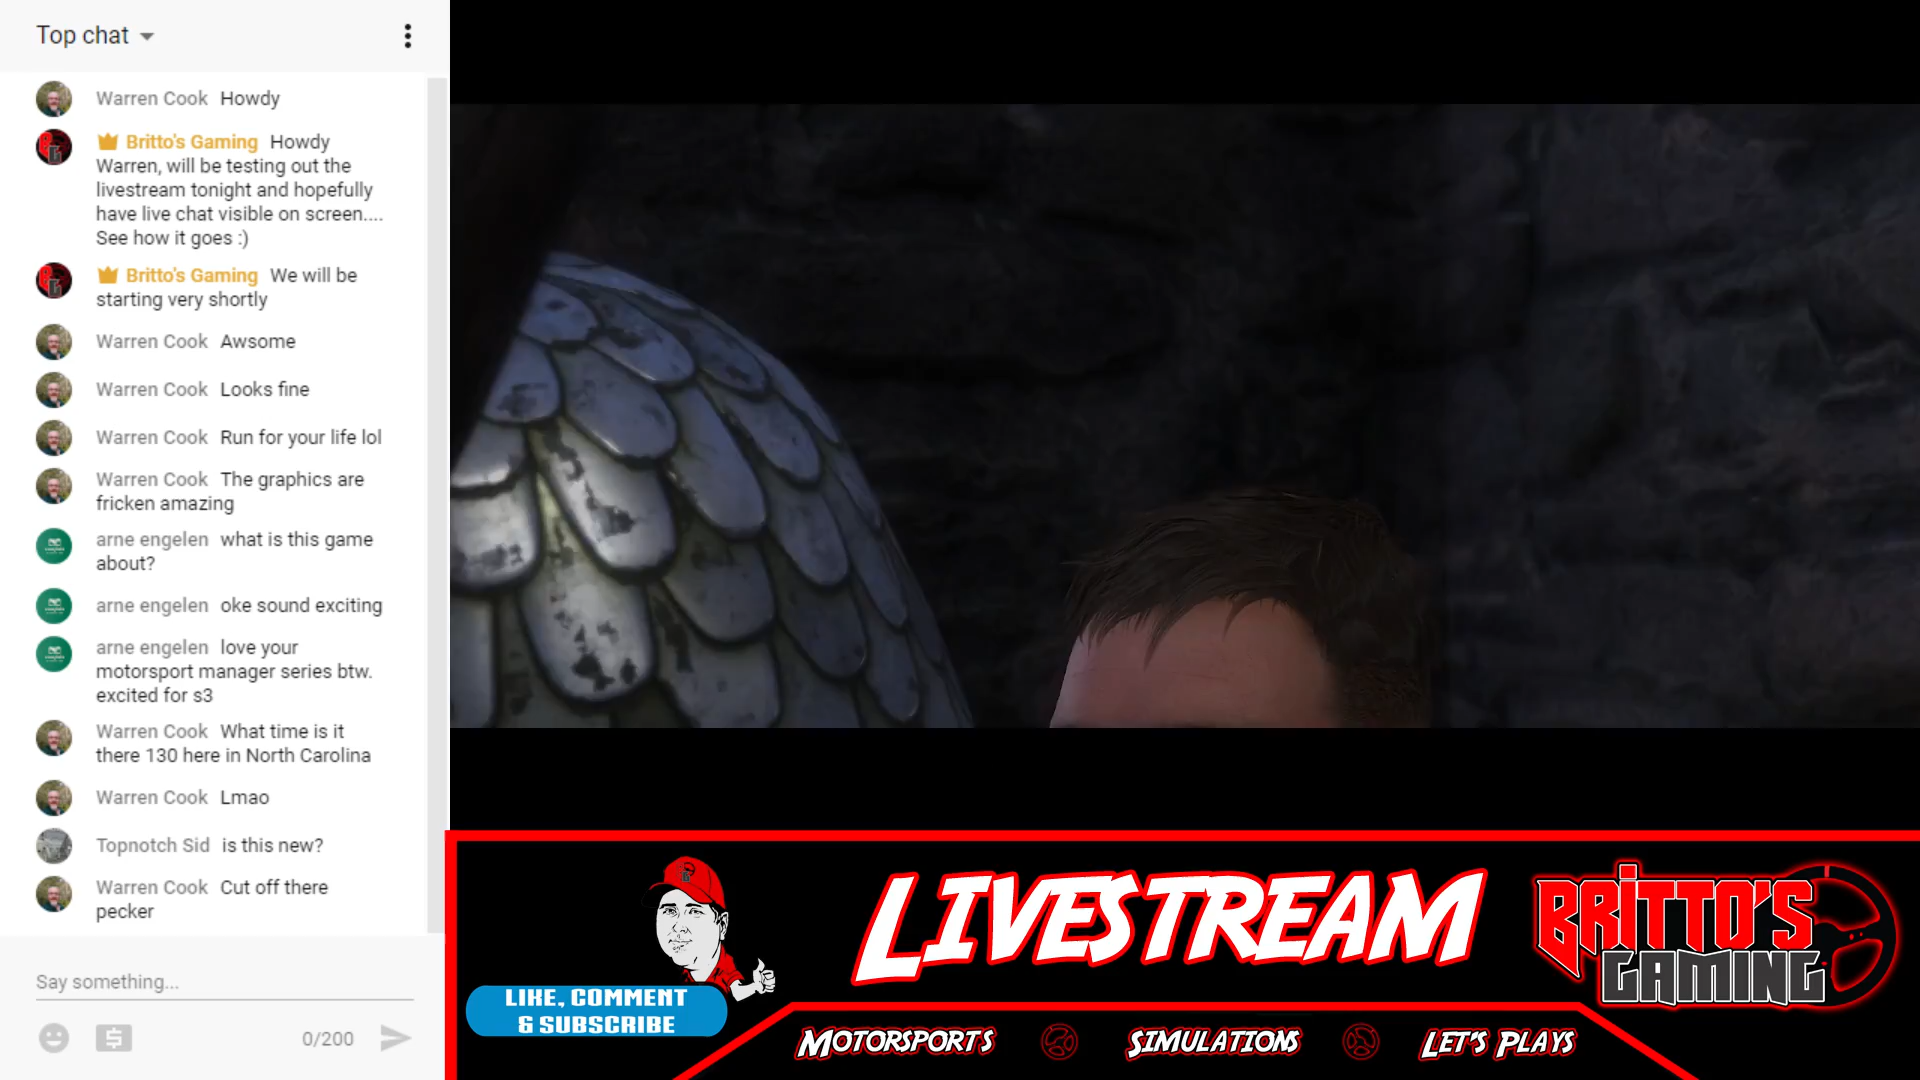 Top chat
Warren Cook Howdy
Britto's Gaming Howdy
Warren, will be testing out the
livestream tonight and hopefully
have live chat visible on screen....
See how it goes :)
Britto's Gaming We will be
starting very shortly
Warren Cook Awsome
Warren Cook Looks fine
Warren Cook Run for your life lol
Warren Cook The graphics are
fricken amazing
arne engelen what is this game
about?
arne engelen oke sound exciting
arne engelen love your
motorsport manager series btw.
excited for s3
Warren Cook What time is it
there 130 here in North Carolina
Warren Cook Lmao
Topnotch Sid is this new?
Warren Cook Cut off there
pecker
Say something...
0/200
LIVESTREAM
BRITTO'S
GAMING
LIKE, COMMENT
& SUBSCRIBE
MOTORSPORTS SIMULATIONS LET'S PLAYS